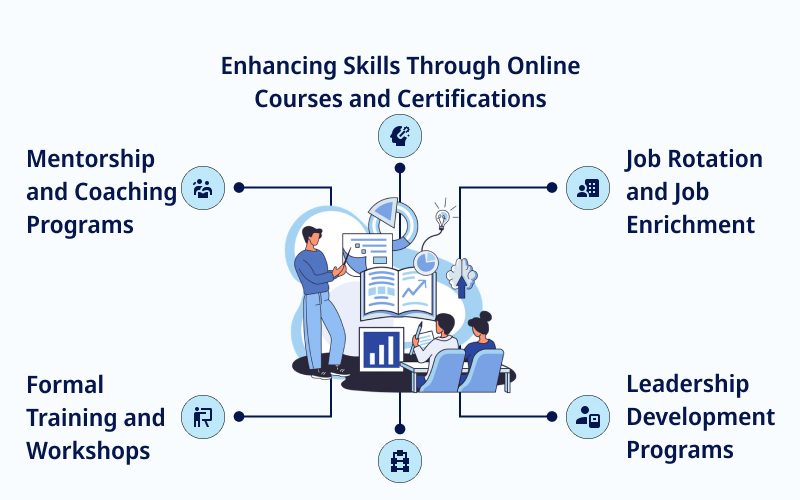 Enhancing Skills Through Online
Courses and Certifications
Mentorship
and Coaching
Programs
Job Rotation
and Job
Enrichment
Formal
Training and
Workshops
Leadership
Development
Programs